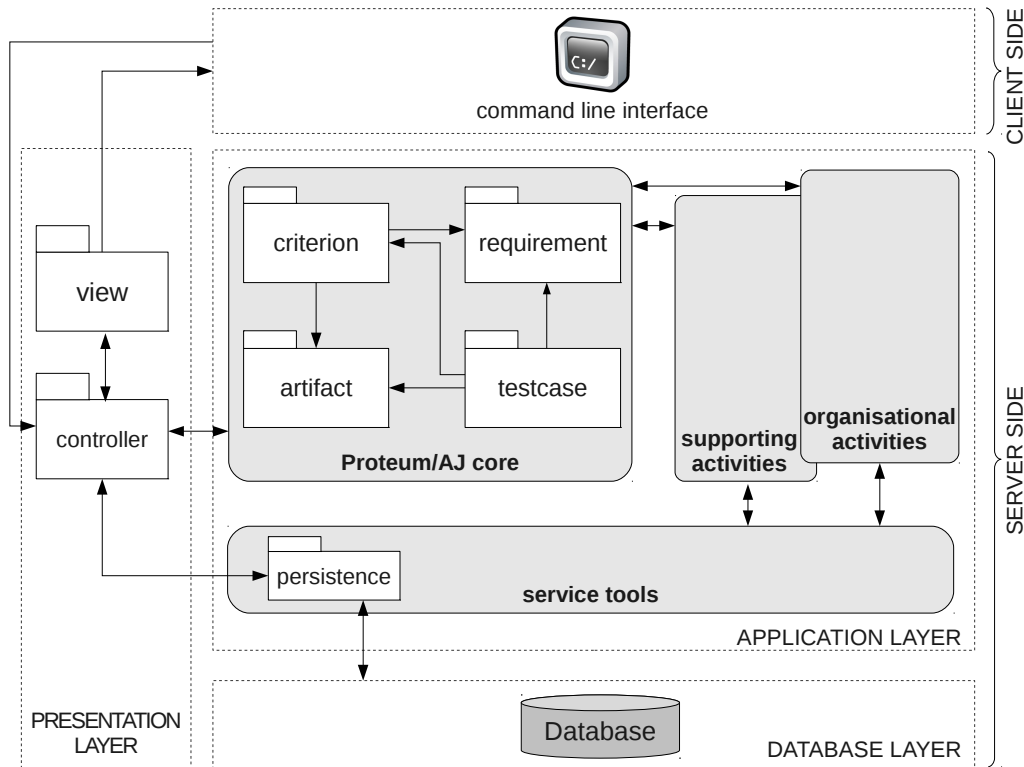 C:/
command line interface
CLIENT SIDE
criterion
requirement
view
artifact
testcase
controller
Proteum/AJ core
supporting
activities
organisational
activities
SERVER SIDE
persistence
service tools
APPLICATION LAYER
PRESENTATION
LAYER
Database
DATABASE LAYER